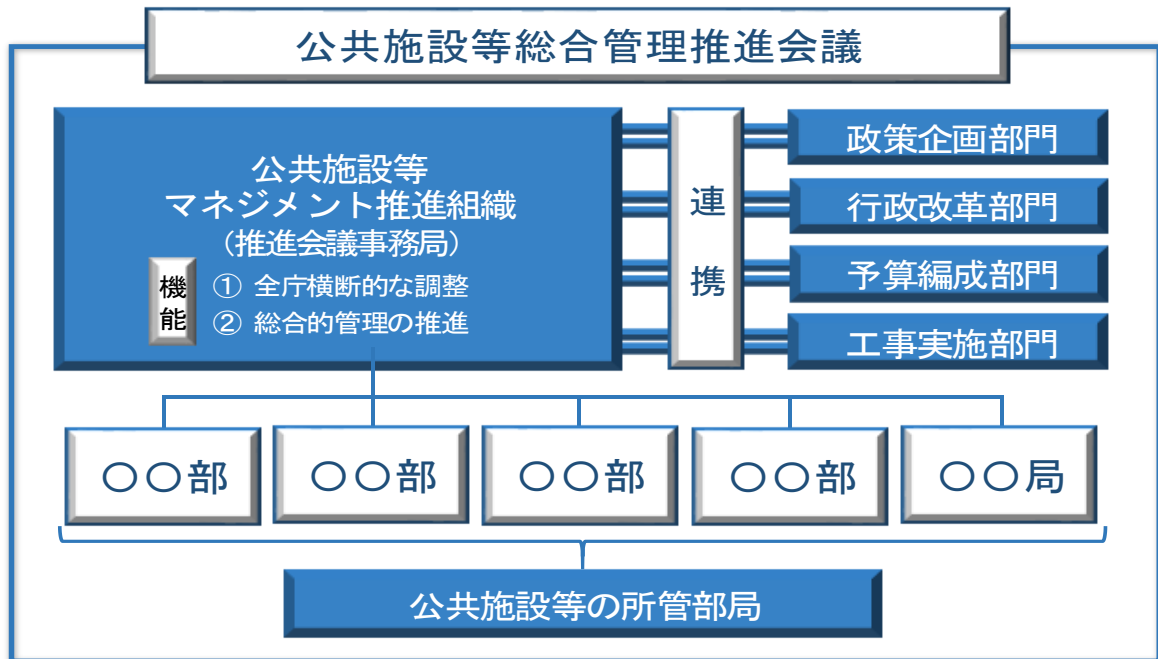 公共施設等総合管理推進会議
公共施設等
マネジメント推進組織
（推進会議事務局）
機能
① 全庁横断的な調整
② 総合的管理の推進
連携
政策企画部門
行政改革部門
予算編成部門
工事実施部門
〇〇部
〇〇部
〇〇部
〇〇部
〇〇局
公共施設等の所管部局